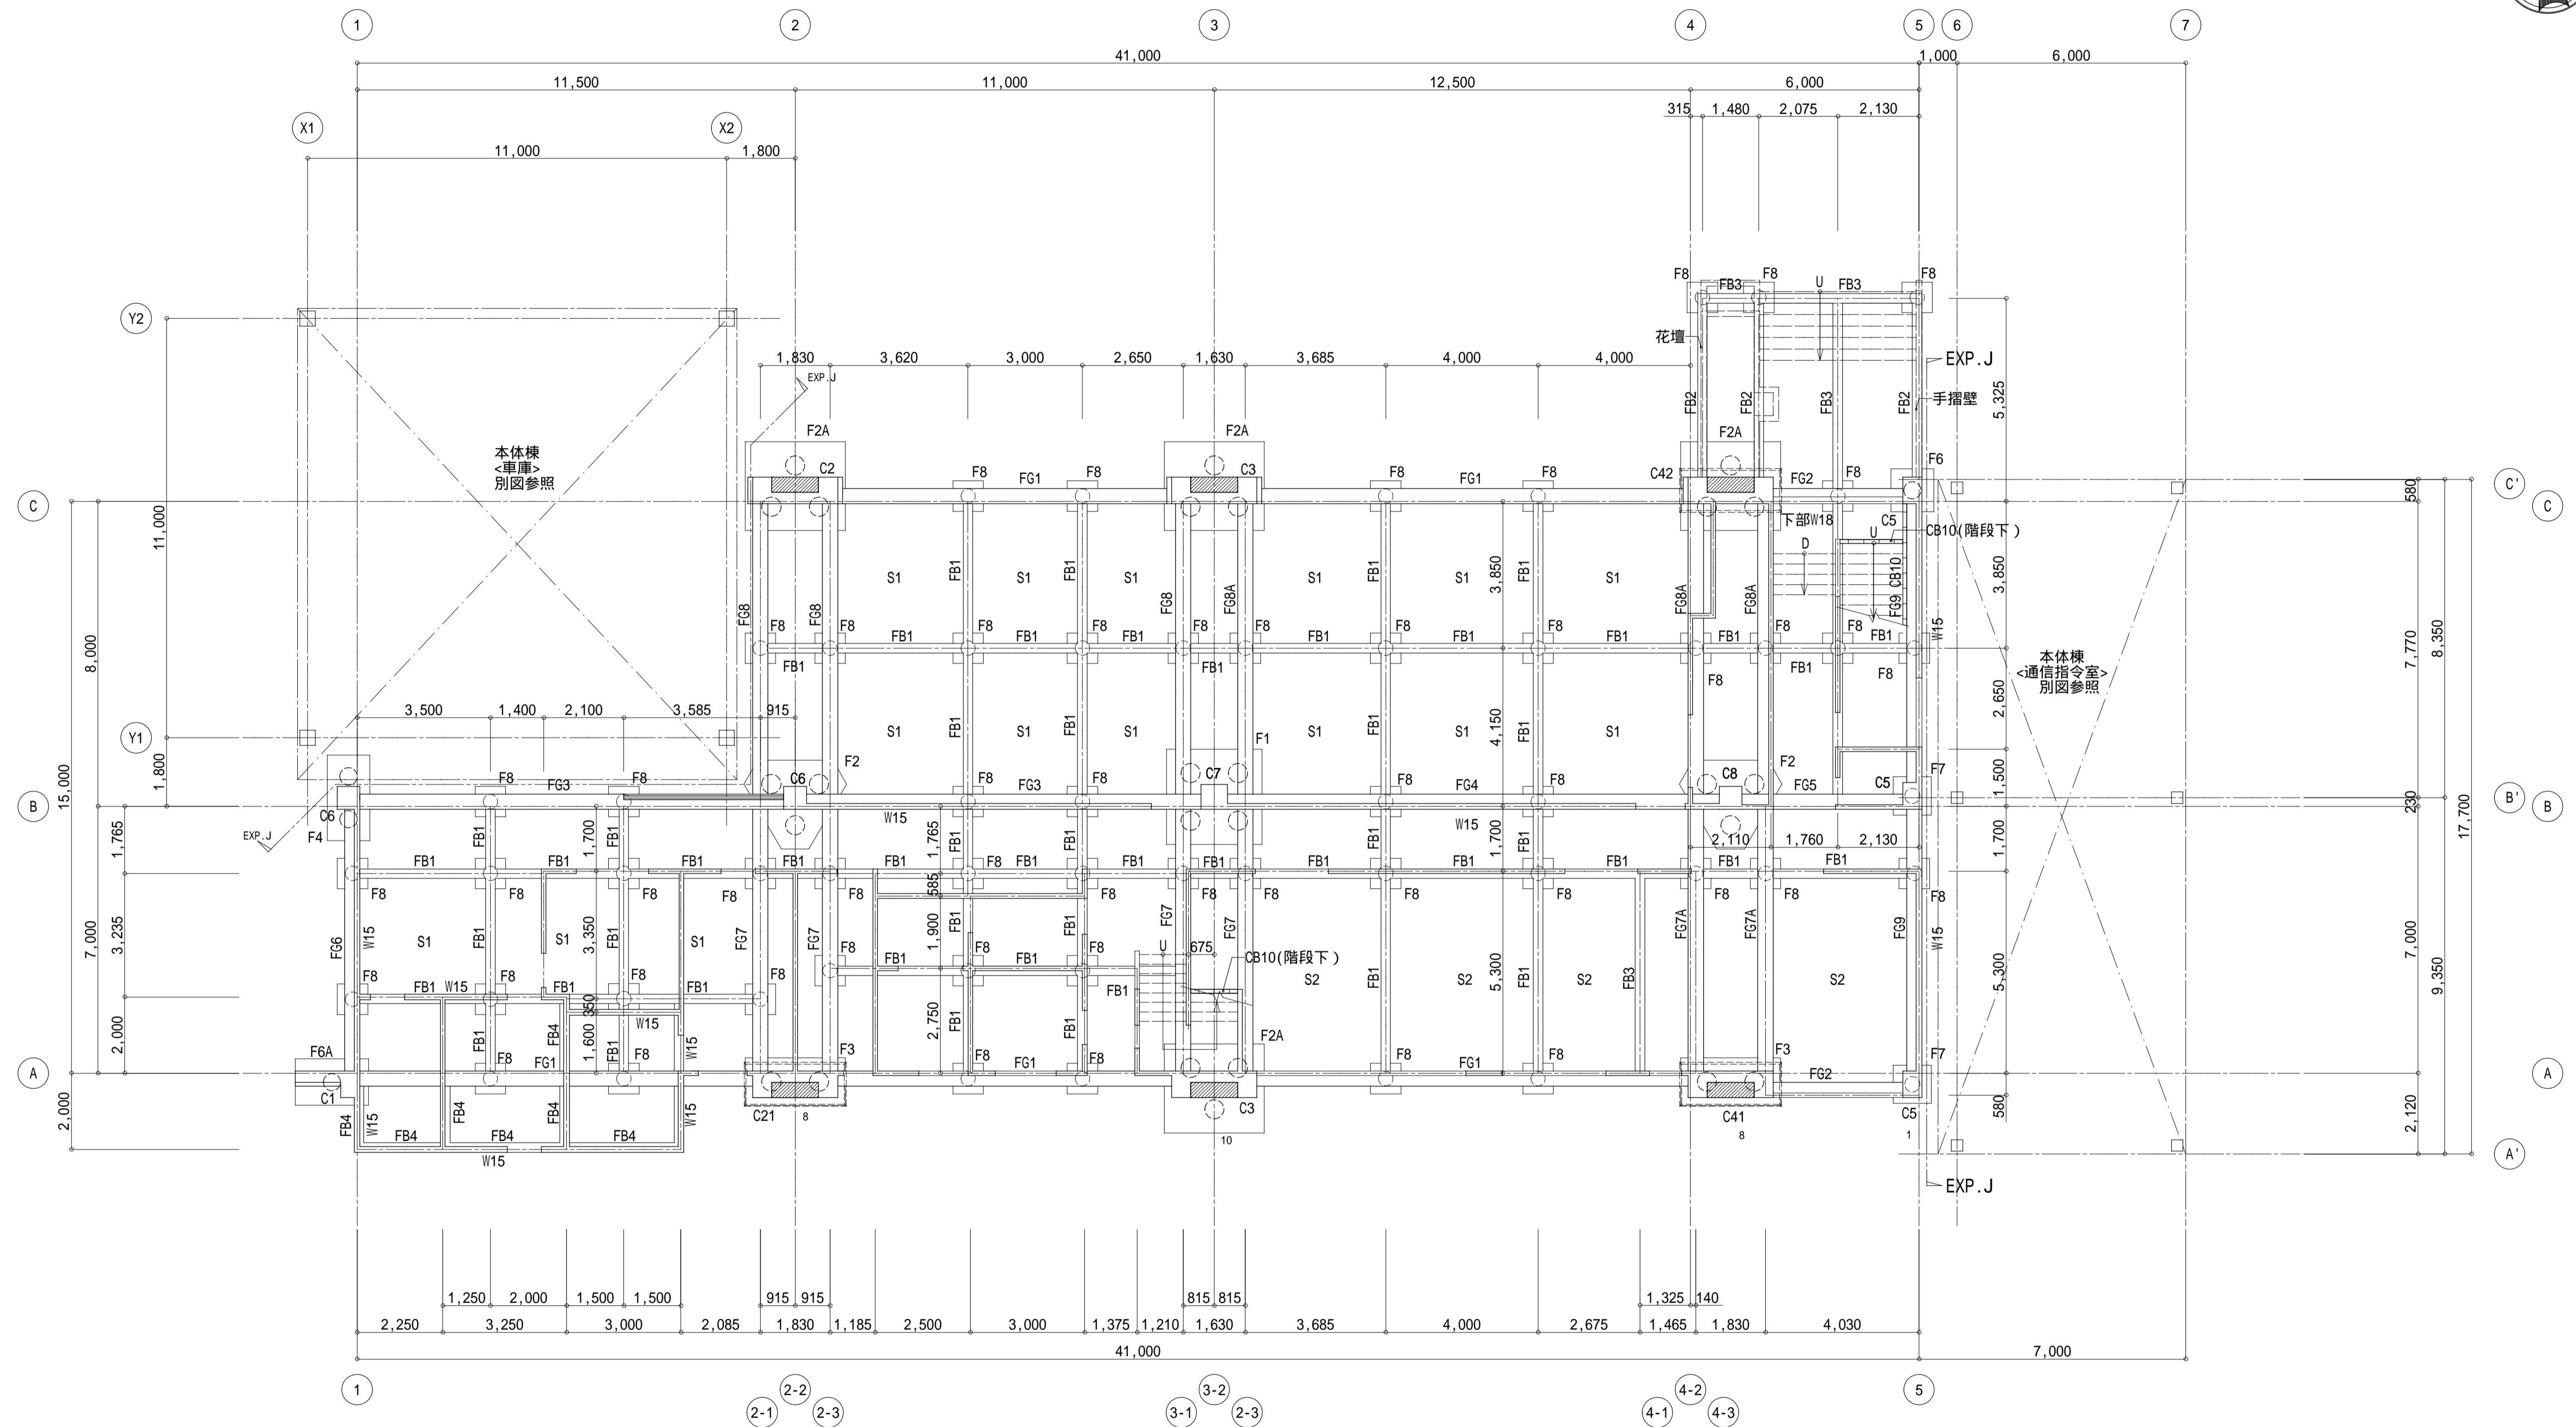 1 2 3 4 5 6 7
41,000 1,000 6,000
11,500 11,000 12,500 6,000
315 1,480 2,075 2,130
X1 X2
11,000 1,800
F8 F8 F8
FB3 U FB3
Y2
花壇
1,830 3,620 3,000 2,650 1,630 3,685 4,000 4,000
EXP.J
EXP.J
手摺壁
5,325
FB2 FB2 FB3 FB2
F2A F2A F2A
本体棟
<車庫>
別図参照
C2 F8 FG1 F8 C3 F8 FG1 F8 C42 FG2 F8 F6
C C' C
580
下部W18 C5
CB10(階段下)
D U
11,000
8,000
FG8 FG8 S1 FB1 S1 FB1 S1 FG8 FG8A S1 FB1 S1 3,850 FB1 S1 FG8A FG8A FG9 CB10 3,850
F8 F8 FB1 F8 FB1 F8 FB1 F8 F8 FB1 F8 FB1 F8 FB1 FB1 F8 F8 FB1 W15
FB1 FB1 FB1
F8 F8
本体棟
<通信指令室>
別図参照
7,770 8,350
2,650
3,500 1,400 2,100 3,585 915
Y1
S1 FB1 S1 FB1 S1 S1 FB1 S1 4,150 FB1 S1
F1 F2 F2
1,800
15,000
1,500
F8 FG3 F8 C6 F8 FG3 F8 C7 F8 FG4 F8 C8 FG5 C5 F7
B B' B
C6 F4 W15 W15
EXP.J
230
17,700
1,765 FB1 1,700 FB1 1,765 FB1 FB1 FB1 1,700 FB1 2,110 1,760 2,130 1,700
FB1 FB1 FB1 FB1 FB1 F8 FB1 FB1 FB1 FB1 FB1 FB1 FB1 FB1
F8 F8 F8 F8 F8 585 F8 F8 F8 F8 F8 F8 F8
7,000 3,235
FG6 W15 S1 FB1 S1 3,350 FB1 S1 FG7 FG7 1,900 FB1 FB1 FG7 FG7 FG7A FG7A FG9 W15
7,000 9,350
F8 F8 F8 F8 FB1 F8 FB1 F8 U 675 CB10(階段下)
S2 FB1 S2 5,300 FB1 S2 FB3 S2 5,300
FB1 W15 FB1 FB1 350 FB1
2,000 FB1 FB4 1,600 FB1 W15 W15 2,750 FB1 FB1
F6A F8 FG1 F8 F3 F8 FG1 F8 F2A F8 FG1 F8 F3 FG2 F7
A A
C1
2,000
FB4 W15 FB4 FB4 W15
FB4 FB4 FB4
W15
C21 8 C3 10 C41 8 C5 1
580 2,120
A'
EXP.J
1,250 2,000 1,500 1,500 915 915 815 815 1,325 140
2,250 3,250 3,000 2,085 1,830 1,185 2,500 3,000 1,375 1,210 1,630 3,685 4,000 2,675 1,465 1,830 4,030
41,000 7,000
1 2-2 3-2 4-2 5
2-1 2-3 3-1 2-3 4-1 4-3